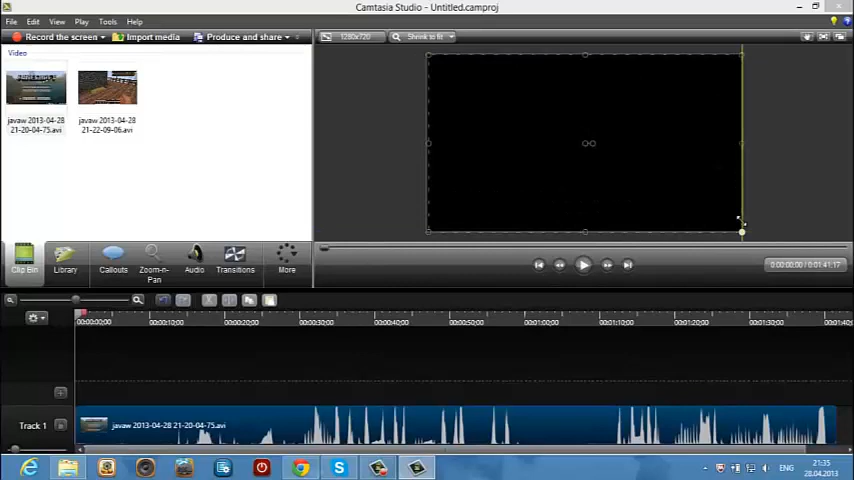 Camtasia Studio - Untitled.camproj
File Edit View Play Tools Help
Record the screen Import media Produce and share
1280x720 Shrink to fit
Video
javaw 2013-04-28
21-20-04-75.avi
javaw 2013-04-28
21-22-09-06.avi
Clip Bin Library Callouts Zoom-n-
Pan Audio Transitions More
0:00:00;00 / 0:01:41;17
00:00:00;00 00:00:10;00 00:00:20;00 00:00:30;00 00:00:40;00 00:00:50;00 00:01:00;00 00:01:10;00 00:01:20;00 00:01:30;00
Track 1 javaw 2013-04-28 21-20-04-75.avi
ENG
21:35
28.04.2013